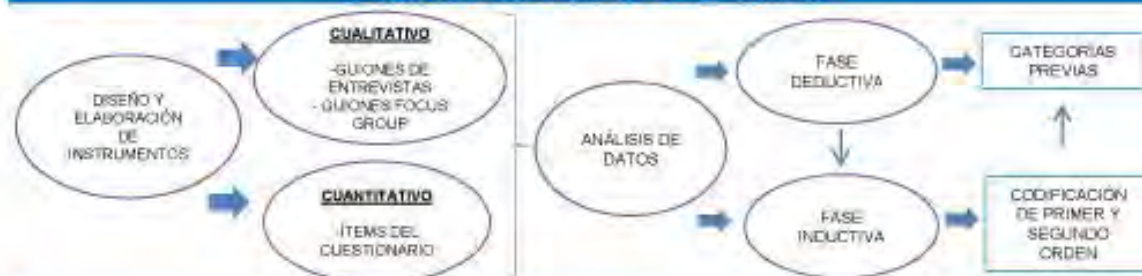 DISEÑO Y
ELABORACIÓN
DE
INSTRUMENTOS
CUALITATIVO
-GUIONES DE
ENTREVISTAS
- GUIONES FOCUS
GROUP
CUANTITATIVO
-ÍTEMS DEL
CUESTIONARIO
ANÁLISIS DE
DATOS
FASE
DEDUCTIVA
CATEGORÍAS
PREVIAS
FASE
INDUCTIVA
CODIFICACIÓN
DE PRIMER Y
SEGUNDO
ORDEN